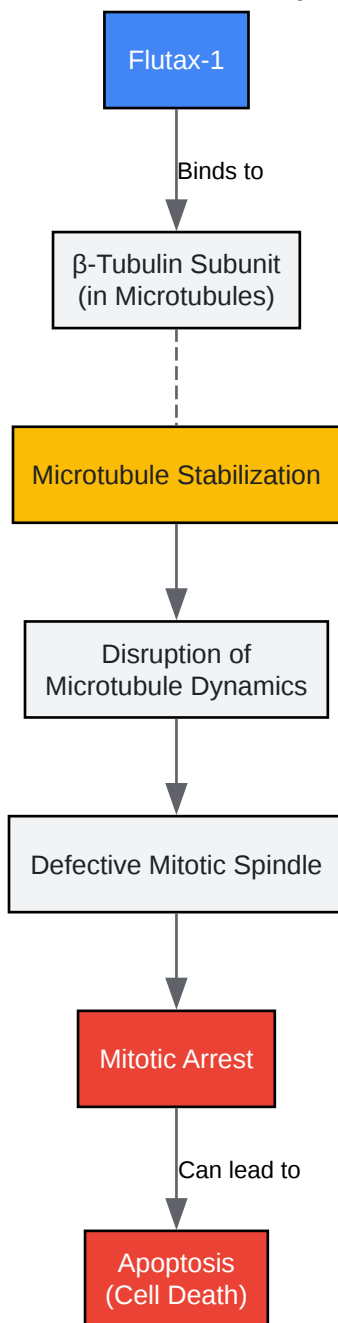 Flutax-1
Binds to
β-Tubulin Subunit
(in Microtubules)
Microtubule Stabilization
Disruption of
Microtubule Dynamics
Defective Mitotic Spindle
Mitotic Arrest
Can lead to
Apoptosis
(Cell Death)